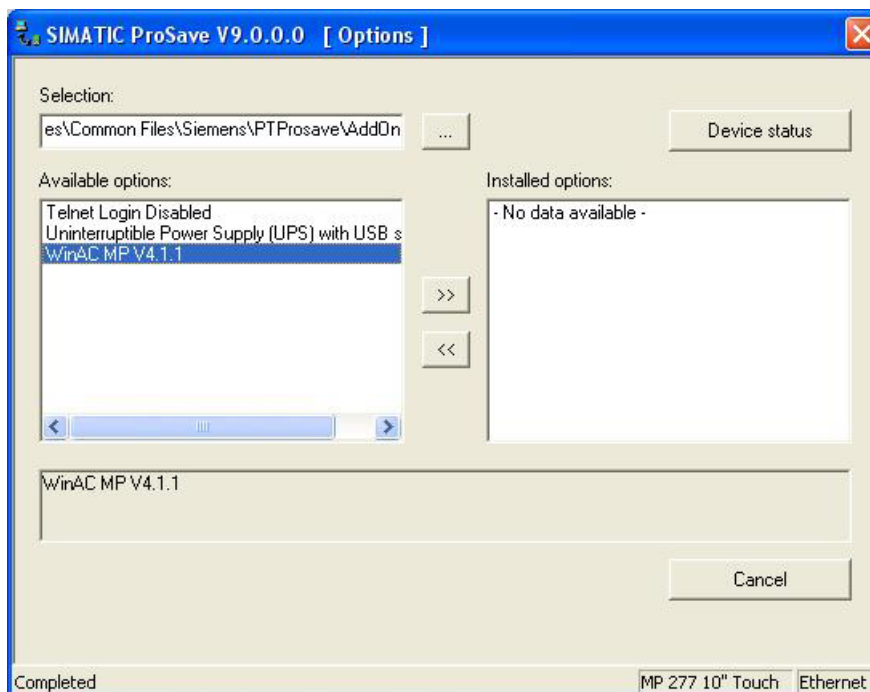 SIMATIC ProSave V9.0.0.0 [ Options ]
Selection:
es\Common Files\Siemens\PTProsave\AddOn
...
Device status
Available options:
Installed options:
Telnet Login Disabled
Uninterruptible Power Supply (UPS) with USB s
WinAC MP V4.1.1
- No data available -
>>
<<
WinAC MP V4.1.1
Cancel
Completed
MP 277 10" Touch
Ethernet